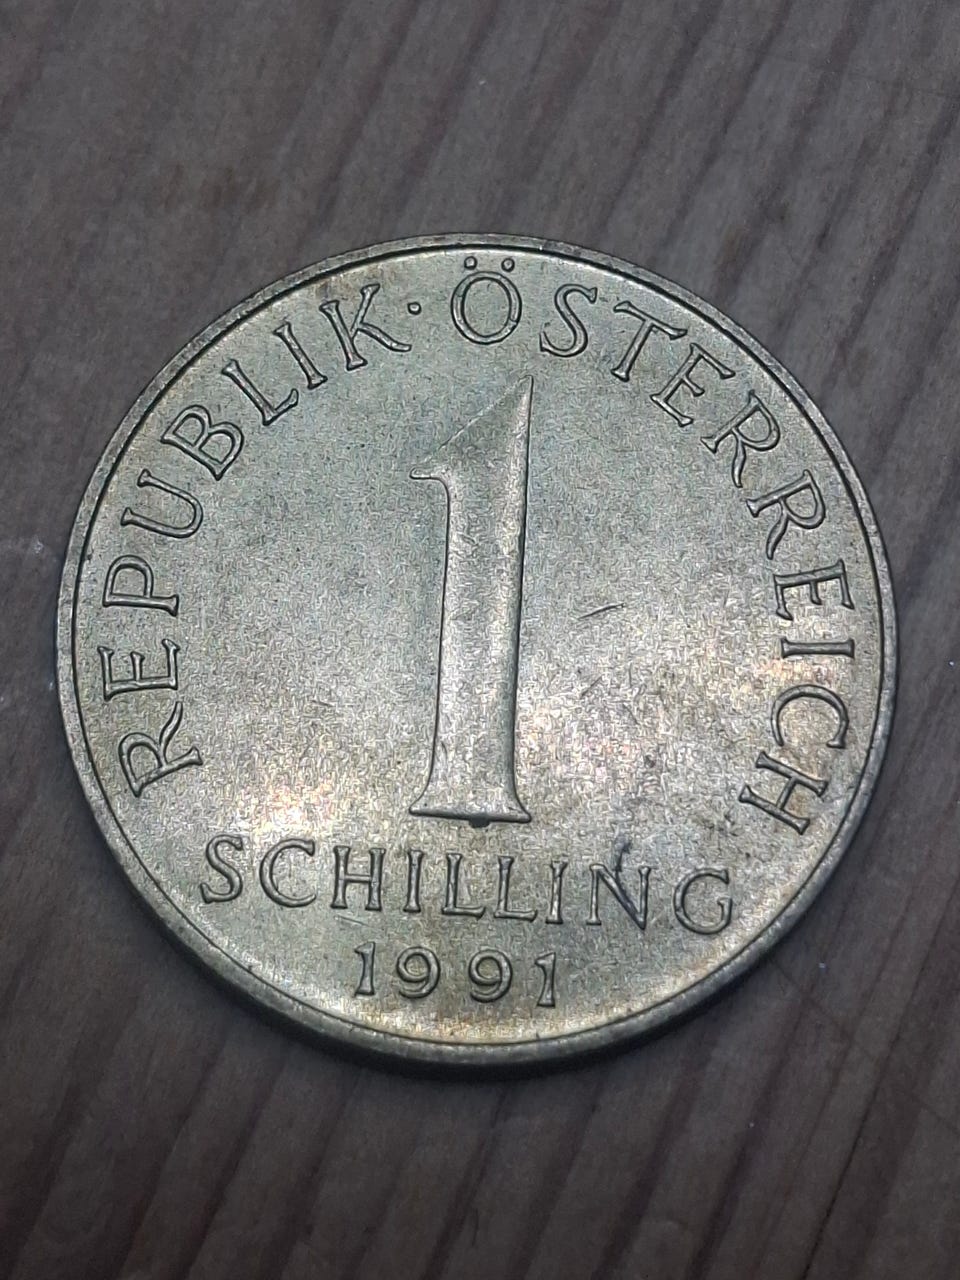 REPUBLIK · ÖSTERREICH
1
SCHILLING
1991